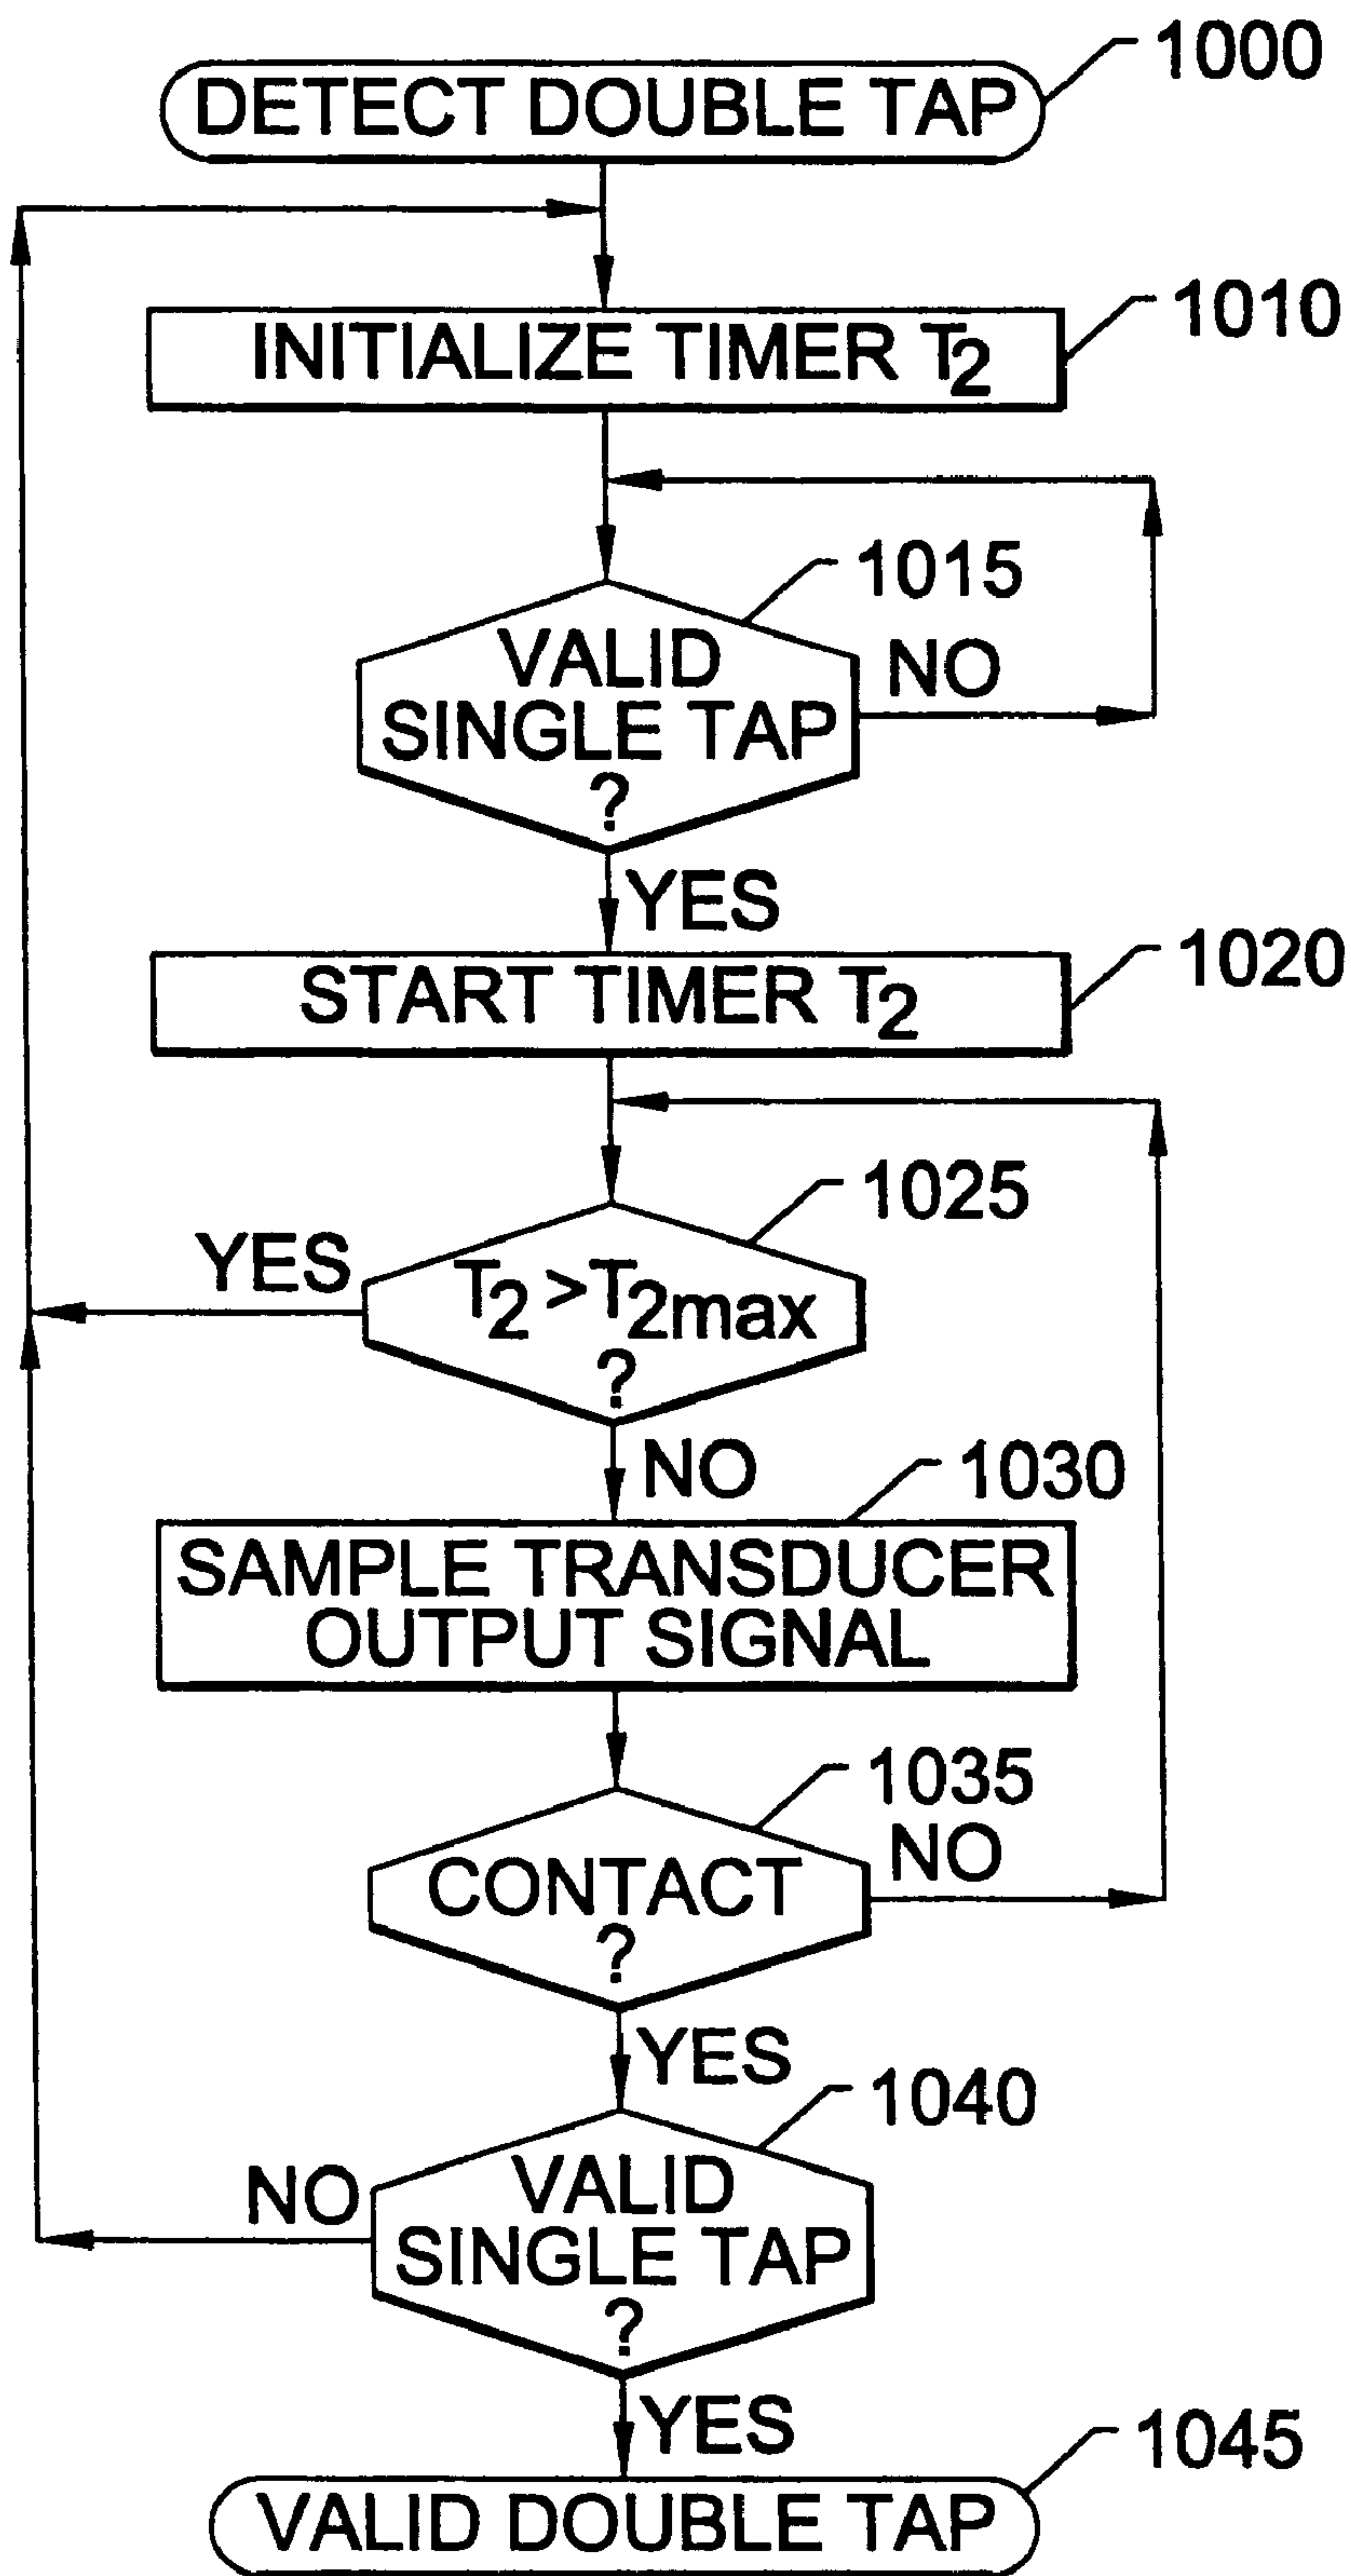 1000
DETECT DOUBLE TAP
1010
INITIALIZE TIMER T2
1015
VALID
SINGLE TAP
?
NO
YES
1020
START TIMER T2
1025
YES
T2 > T2max
?
NO
1030
SAMPLE TRANSDUCER
OUTPUT SIGNAL
1035
CONTACT
?
NO
YES
1040
VALID
SINGLE TAP
?
NO
YES
1045
VALID DOUBLE TAP